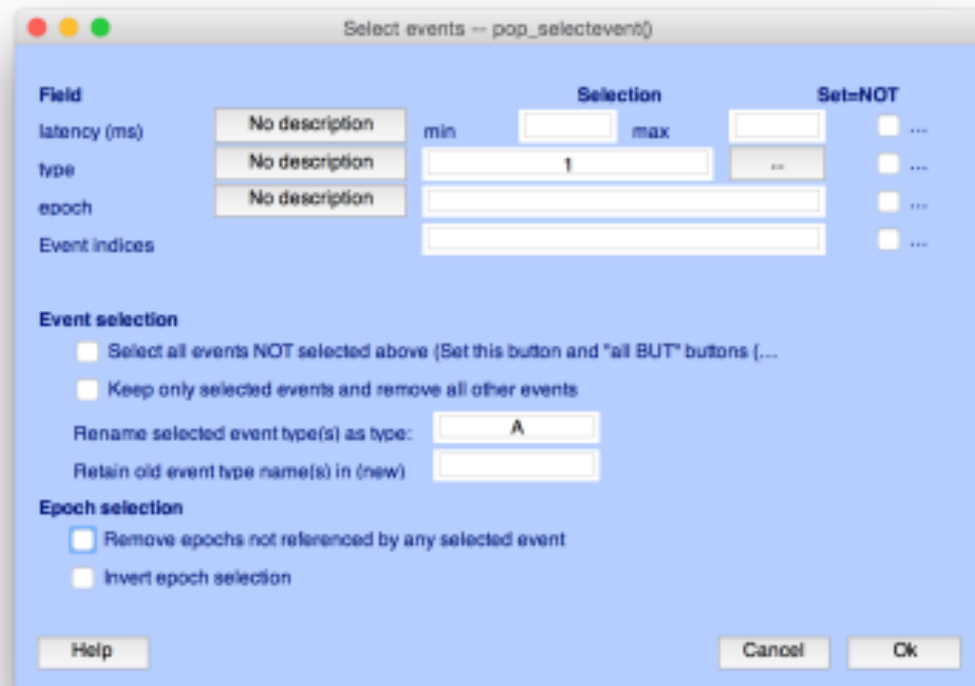 Select events -- pop_selectevent()
Field Selection Set=NOT
latency (ms) No description min max ...
type No description 1 ... ...
epoch No description ...
Event indices ...
Event selection
Select all events NOT selected above (Set this button and "all BUT" buttons (...
Keep only selected events and remove all other events
Rename selected event type(s) as type: A
Retain old event type name(s) in (new)
Epoch selection
Remove epochs not referenced by any selected event
Invert epoch selection
Help Cancel Ok